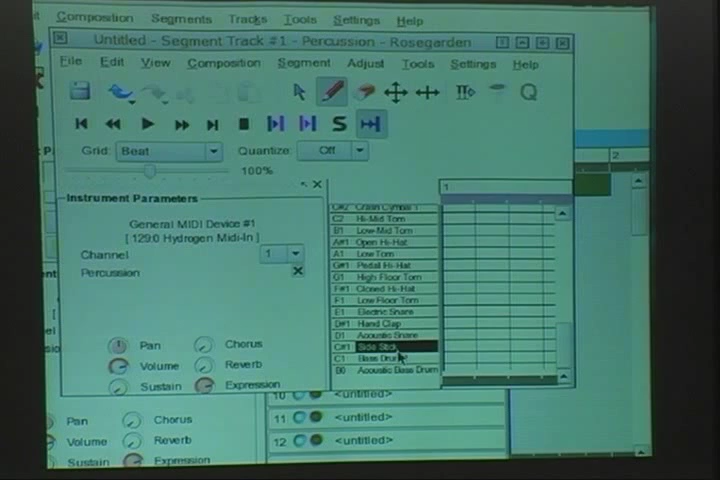 Composition Segments Tracks Tools Settings Help
Untitled - Segment Track #1 - Percussion - Rosegarden
File Edit View Composition Segment Adjust Tools Settings Help
Grid: Beat Quantize: Off
100%
Instrument Parameters
General MIDI Device #1
[ 129:0 Hydrogen Midi-In ]
Channel 1
Percussion
Pan Chorus
Volume Reverb
Sustain Expression
1
2
C2 Hi-Mid Tom
B1 Low-Mid Tom
A#1 Open Hi-Hat
A1 Low Tom
G#1 Pedal Hi-Hat
G1 High Floor Tom
F#1 Closed Hi-Hat
F1 Low Floor Tom
E1 Electric Snare
D#1 Hand Clap
D1 Acoustic Snare
C#1 Side Stick
C1 Bass Drum
B0 Acoustic Bass Drum
10 <untitled>
11 <untitled>
12 <untitled>
Pan Chorus
Volume Reverb
Sustain Expression